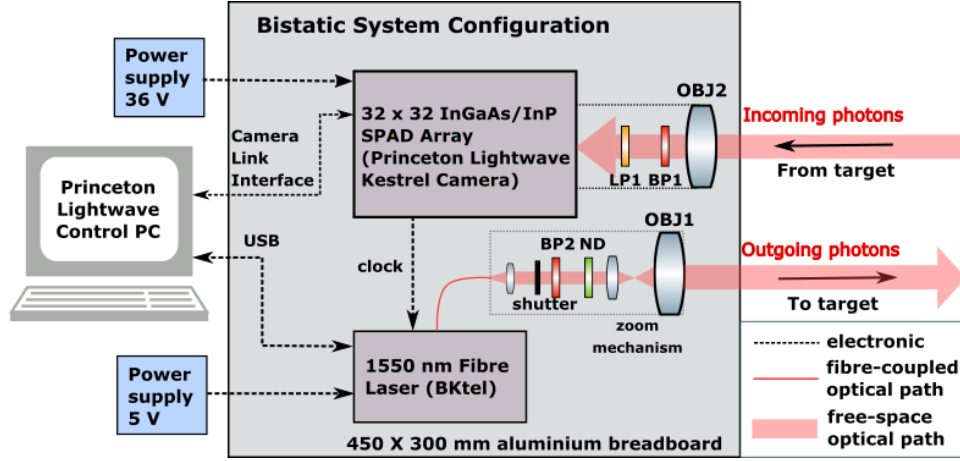 Bistatic System Configuration
Power
supply
36 V
32 x 32 InGaAs/InP
SPAD Array
(Princeton Lightwave
Kestrel Camera)
OBJ2
LP1 BP1
Incoming photons
From target
Camera
Link
Interface
Princeton
Lightwave
Control PC
USB
clock
OBJ1
BP2 ND
shutter
zoom
mechanism
Outgoing photons
To target
1550 nm Fibre
Laser (BKtel)
Power
supply
5 V
450 X 300 mm aluminium breadboard
electronic
fibre-coupled
optical path
free-space
optical path